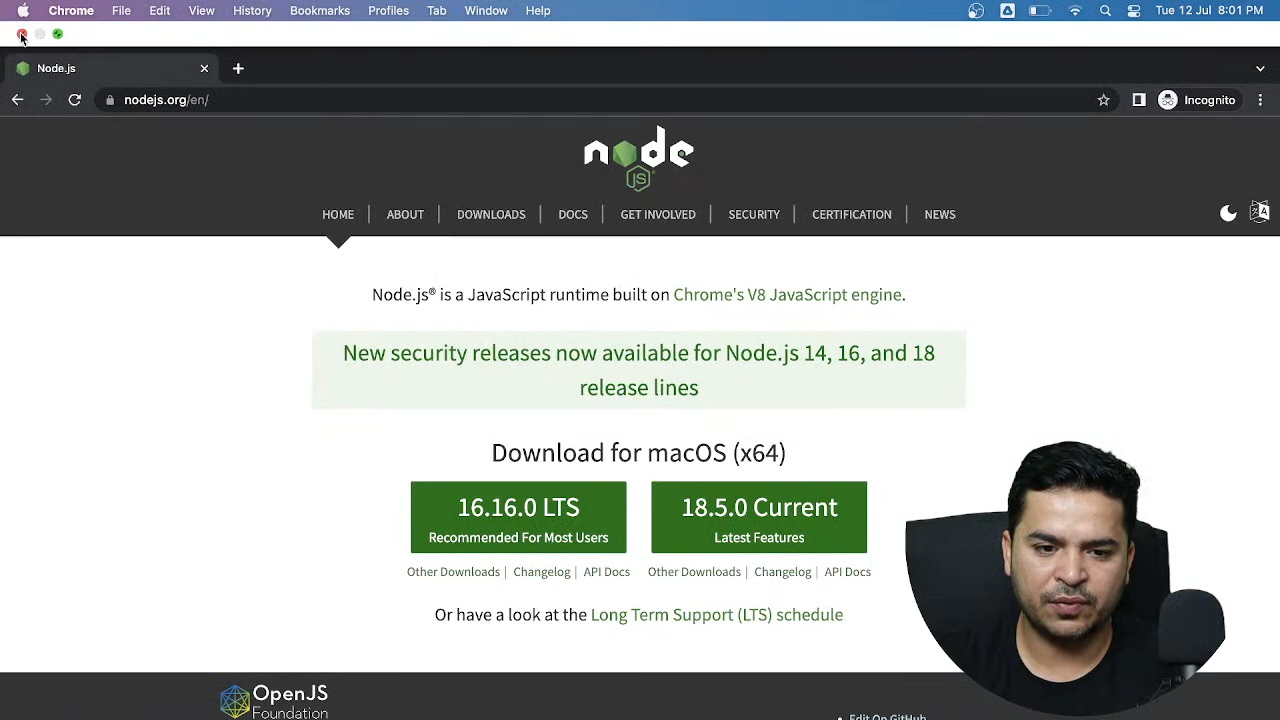 Chrome File Edit View History Bookmarks Profiles Tab Window Help Tue 12 Jul 8:01 PM
Node.js
nodejs.org/en/ Incognito
node
JS
HOME | ABOUT | DOWNLOADS | DOCS | GET INVOLVED | SECURITY | CERTIFICATION | NEWS
Node.js® is a JavaScript runtime built on Chrome's V8 JavaScript engine.
New security releases now available for Node.js 14, 16, and 18
release lines
Download for macOS (x64)
16.16.0 LTS 18.5.0 Current
Recommended For Most Users Latest Features
Other Downloads | Changelog | API Docs Other Downloads | Changelog | API Docs
Or have a look at the Long Term Support (LTS) schedule
OpenJS
Foundation
Edit On GitHub